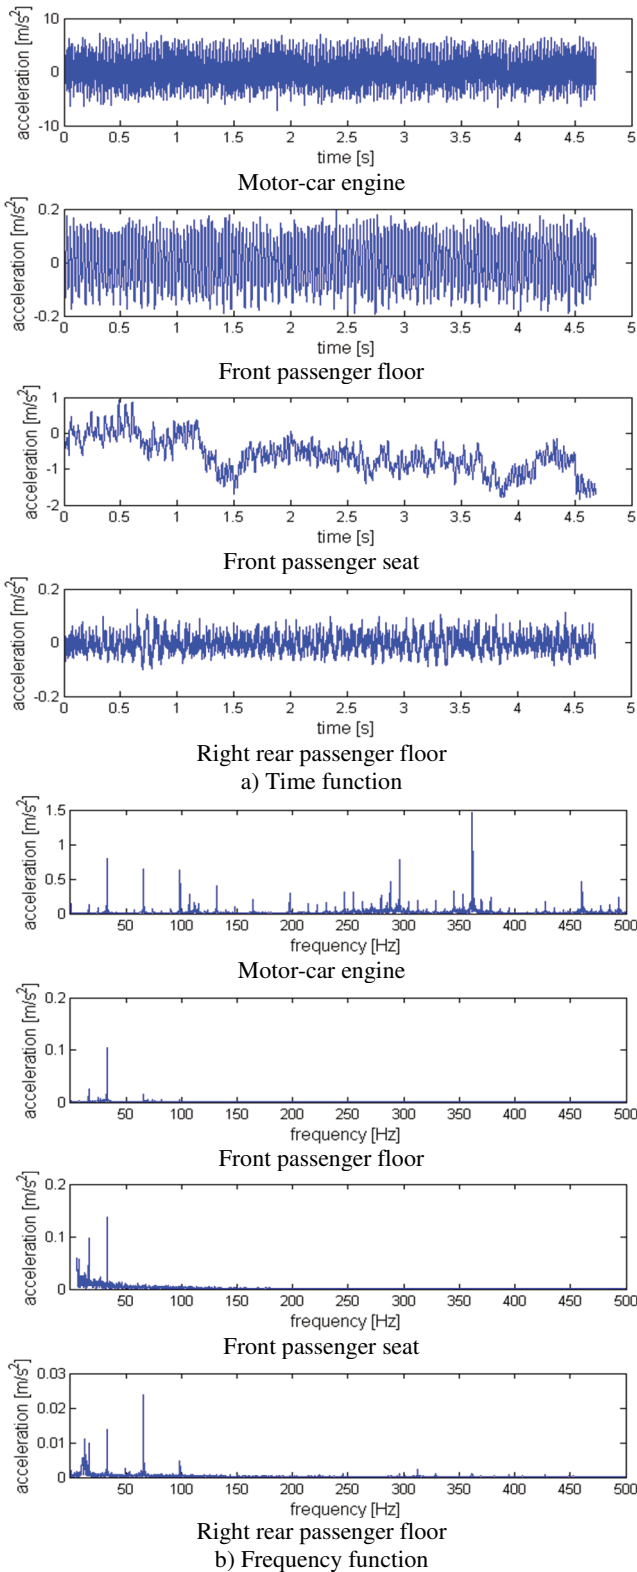 acceleration [m/s²]
10
0
-10
0 0.5 1 1.5 2 2.5 3 3.5 4 4.5 5
time [s]
Motor-car engine
acceleration [m/s²]
0.2
0
-0.2
0 0.5 1 1.5 2 2.5 3 3.5 4 4.5 5
time [s]
Front passenger floor
acceleration [m/s²]
1
0
-1
-2
0 0.5 1 1.5 2 2.5 3 3.5 4 4.5 5
time [s]
Front passenger seat
acceleration [m/s²]
0.2
0
-0.2
0 0.5 1 1.5 2 2.5 3 3.5 4 4.5 5
time [s]
Right rear passenger floor
a) Time function
acceleration [m/s²]
1.5
1
0.5
0
50 100 150 200 250 300 350 400 450 500
frequency [Hz]
Motor-car engine
acceleration [m/s²]
0.2
0.1
0
50 100 150 200 250 300 350 400 450 500
frequency [Hz]
Front passenger floor
acceleration [m/s²]
0.2
0.1
0
50 100 150 200 250 300 350 400 450 500
frequency [Hz]
Front passenger seat
acceleration [m/s²]
0.03
0.02
0.01
0
50 100 150 200 250 300 350 400 450 500
frequency [Hz]
Right rear passenger floor
b) Frequency function